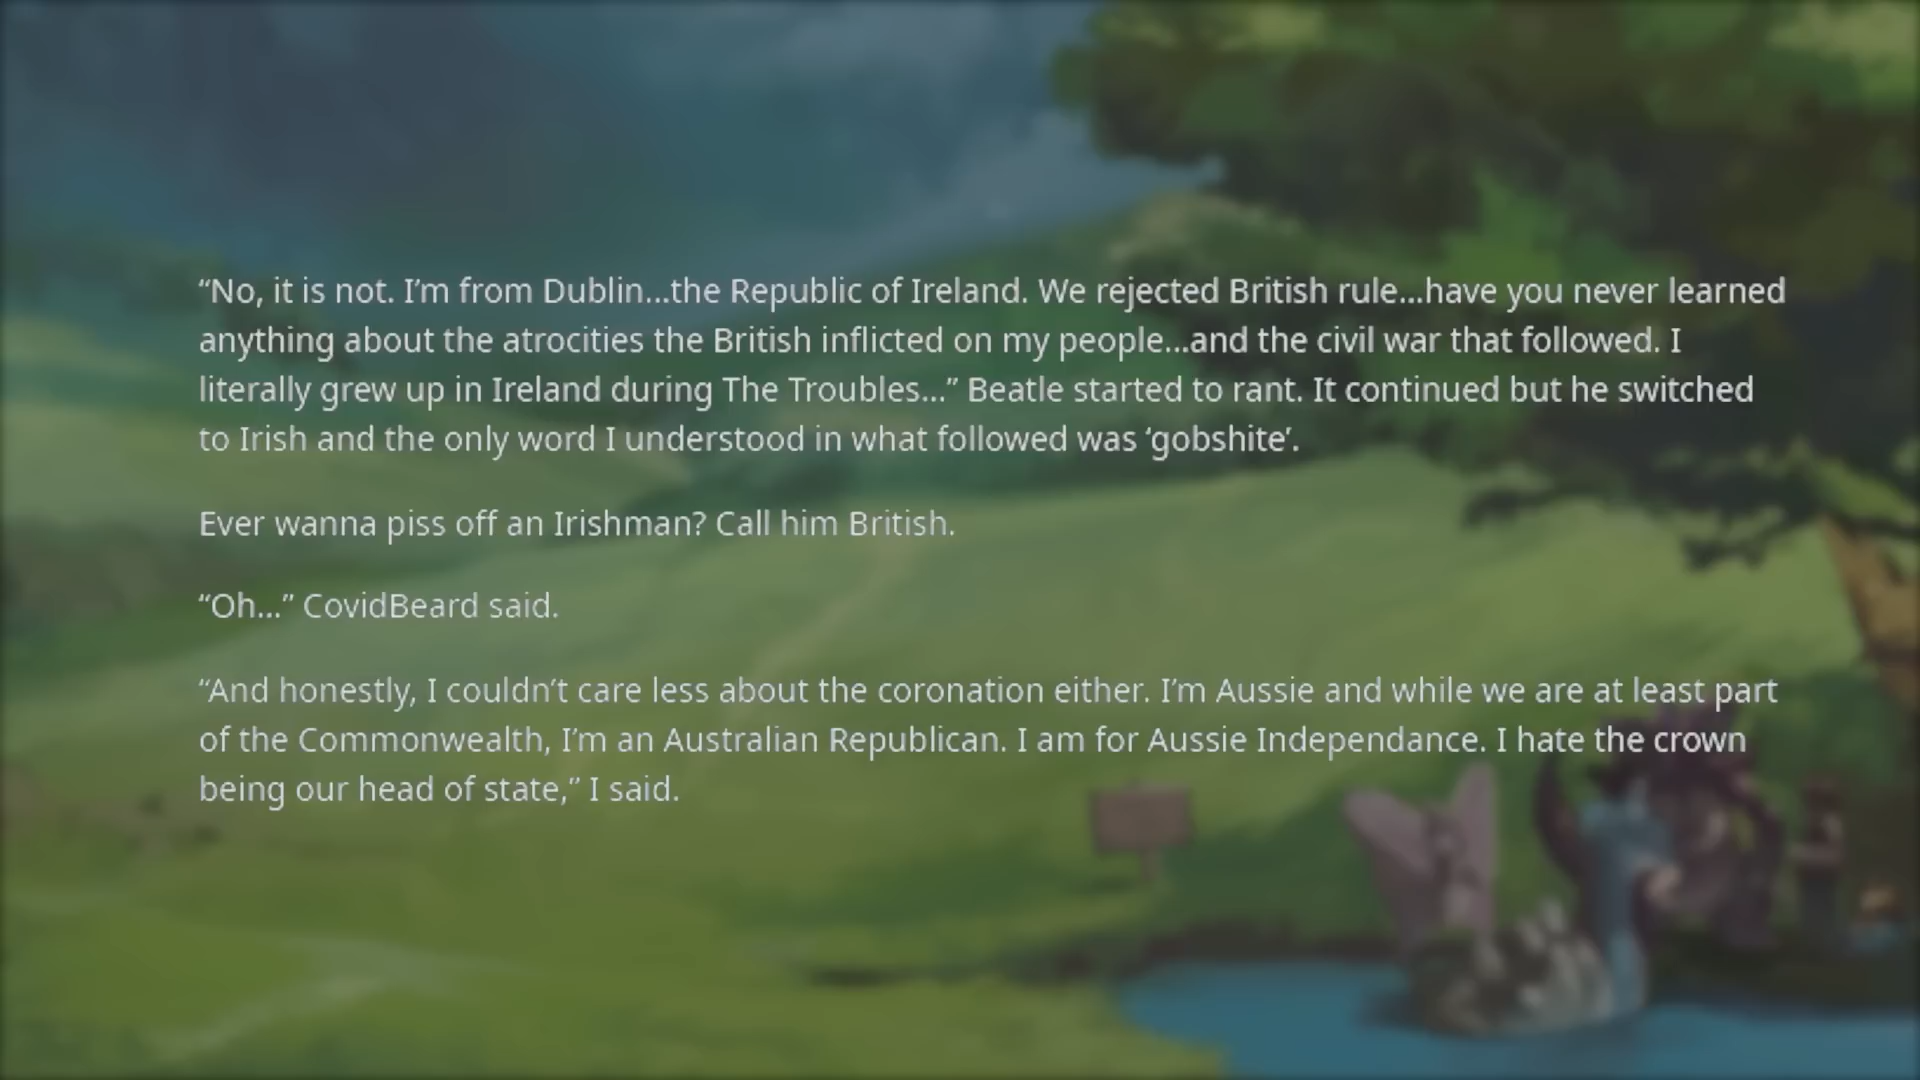 “No, it is not. I’m from Dublin...the Republic of Ireland. We rejected British rule...have you never learned
anything about the atrocities the British inflicted on my people...and the civil war that followed. I
literally grew up in Ireland during The Troubles...” Beatle started to rant. It continued but he switched
to Irish and the only word I understood in what followed was ‘gobshite’.
Ever wanna piss off an Irishman? Call him British.
“Oh...” CovidBeard said.
“And honestly, I couldn’t care less about the coronation either. I’m Aussie and while we are at least part
of the Commonwealth, I’m an Australian Republican. I am for Aussie Independance. I hate the crown
being our head of state,” I said.